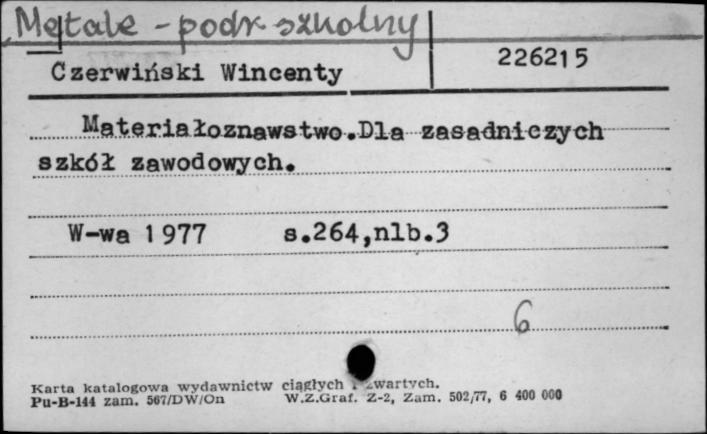 Metale - podr. szkolny
Czerwiński Wincenty
226215
Materiałoznawstwo.Dla zasadniczych
szkół zawodowych.
W-wa 1977 s.264,nlb.3
6
Karta katalogowa wydawnictw ciągłych i zwartych.
Pu-B-144 zam. 567/DW/On W.Z.Graf. Z-2, Zam. 502/77, 6 400 000